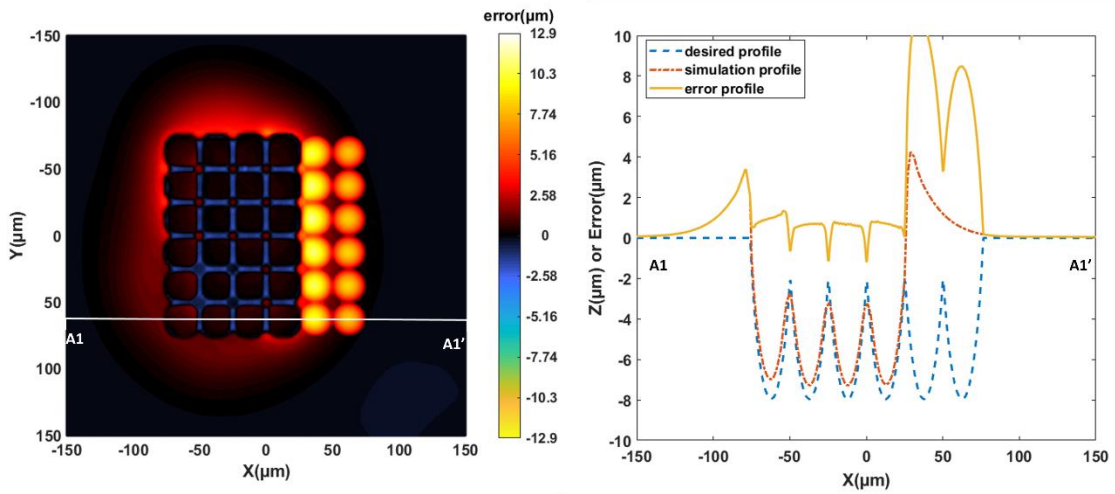 error(μm)
-150
-100
-50
0
50
100
150
Y(μm)
A1
A1’
-150 -100 -50 0 50 100 150
X(μm)
12.9
10.3
7.74
5.16
2.58
0
-2.58
-5.16
-7.74
-10.3
-12.9
desired profile
simulation profile
error profile
10
8
6
4
2
0
-2
-4
-6
-8
-10
Z(μm) or Error(μm)
A1
A1’
-150 -100 -50 0 50 100 150
X(μm)